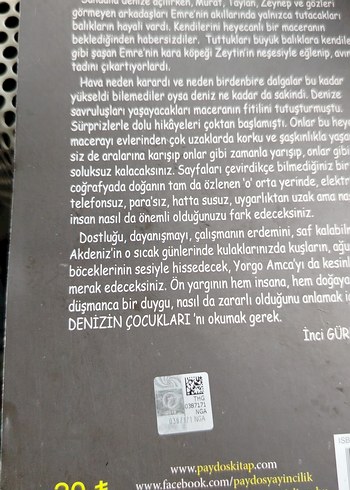 Sandalla denize açılırken, Murat, Taylan, Zeynep ve gözleri
görmeyen arkadaşları Emre'nin akıllarında yalnızca tutacakları
balıkların hayali vardı. Kendilerini heyecanlı bir maceranın
beklediğinden habersizdiler. Tuttukları büyük balıklara kendile
gibi şaşan Emre'nin kara köpeği Zeytin'in neşesiyle eğlenip, avın
tadını çıkartıyorlardı.
Hava neden karardı ve neden birdenbire dalgalar bu kadar
yükseldi bilemediler oysa deniz ne kadar da sakindi. Denize
savruluşları yaşayacakları maceranın fitilini tutuşturmuştu.
Sürprizlerle dolu hikâyeleri çoktan başlamıştı. Onlar bu heye
macerayı evlerinden çok uzaklarda korku ve şaşkınlıkla yaşa
siz de aralarına karışıp onlar gibi zamanla yarışıp, onlar gibi
soluksuz kalacaksınız. Sayfaları çevirdikçe bilmediğiniz bir
coğrafyada doğanın tam da özlenen 'o' orta yerinde, elektr
telefonsuz, para'sız, hatta susuz, uygarlıktan uzak ama na
insan nasıl da önemli olduğunuzu fark edeceksiniz.
Dostluğu, dayanışmayı, çalışmanın erdemini, saf kalabilm
Akdeniz'in o sıcak günlerinde kulaklarınızda kuşların, ağu
böceklerinin sesiyle hissedecek, Yorgo Amca'yı da kesinl
merak edeceksiniz. Ön yargının hem insana, hem doğaya
düşmanca bir duygu, nasıl da zararlı olduğunu anlamak i
DENİZİN ÇOCUKLARI 'nı okumak gerek.
İnci GÜR
NGA
www.paydoskitap.com
www.facebook.com/paydosyayincilik
ISB